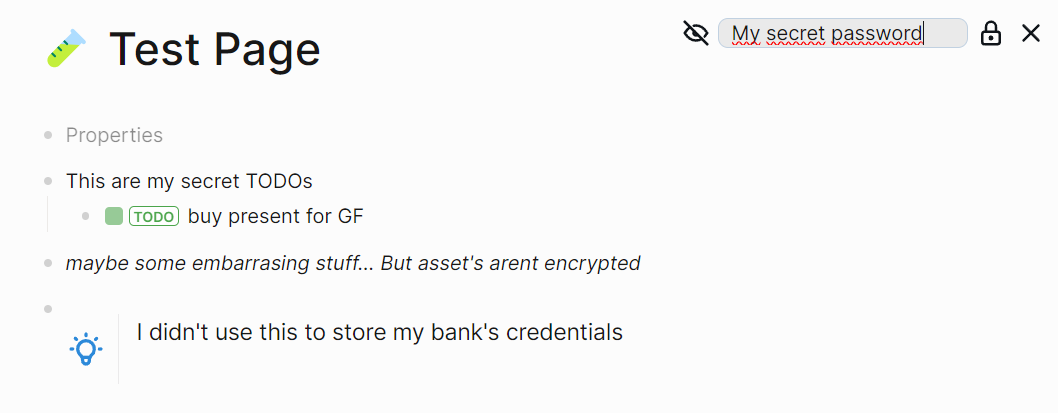 Test Page
My secret password
Properties
This are my secret TODOs
TODO buy present for GF
maybe some embarrasing stuff... But asset's arent encrypted
I didn't use this to store my bank's credentials